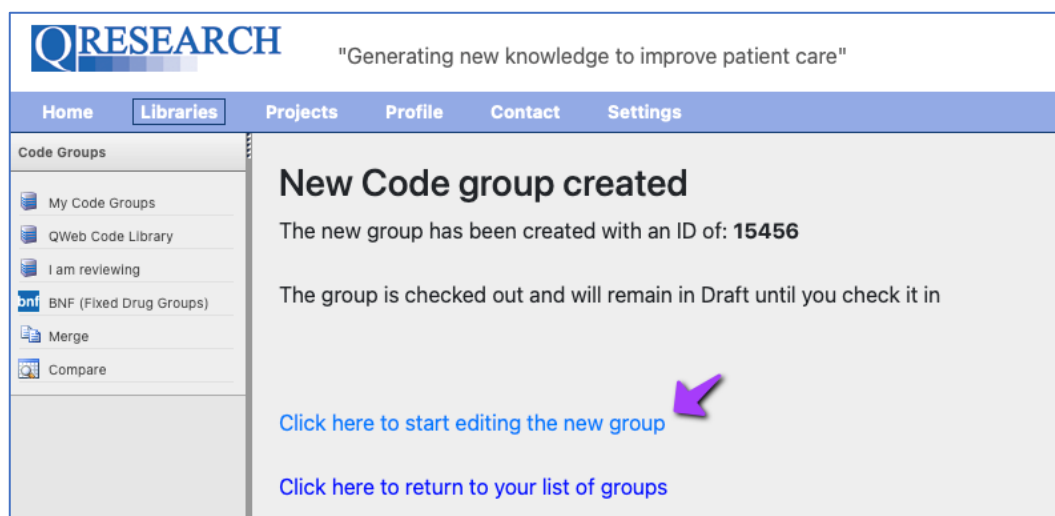 QRESEARCH
"Generating new knowledge to improve patient care"
Home Libraries Projects Profile Contact Settings
Code Groups
My Code Groups
QWeb Code Library
I am reviewing
bnf BNF (Fixed Drug Groups)
Merge
Compare
New Code group created
The new group has been created with an ID of: 15456
The group is checked out and will remain in Draft until you check it in
Click here to start editing the new group
Click here to return to your list of groups